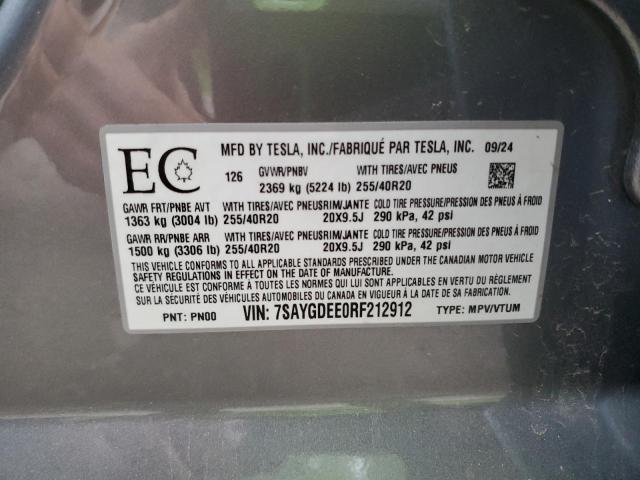 EC MFD BY TESLA, INC./FABRIQUÉ PAR TESLA, INC. 09/24
126 GVWR/PNBV WITH TIRES/AVEC PNEUS
2369 kg (5224 lb) 255/40R20
GAWR FRT/PNBE AVT WITH TIRES/AVEC PNEUS RIM/JANTE COLD TIRE PRESSURE/PRESSION DES PNEUS À FROID
1363 kg (3004 lb) 255/40R20 20X9.5J 290 kPa, 42 psi
GAWR RR/PNBE ARR WITH TIRES/AVEC PNEUS RIM/JANTE COLD TIRE PRESSURE/PRESSION DES PNEUS À FROID
1500 kg (3306 lb) 255/40R20 20X9.5J 290 kPa, 42 psi
THIS VEHICLE CONFORMS TO ALL APPLICABLE STANDARDS PRESCRIBED UNDER THE CANADIAN MOTOR VEHICLE
SAFETY REGULATIONS IN EFFECT ON THE DATE OF MANUFACTURE.
CE VÉHICULE EST CONFORME À TOUTES LES NORMES QUI LUI SONT APPLICABLES EN VERTU DU RÈGLEMENT
SUR LA SÉCURITÉ DES VÉHICULES AUTOMOBILES DU CANADA EN VIGUEUR À LA DATE DE SA FABRICATION.
PNT: PN00 VIN: 7SAYGDEE0RF212912 TYPE: MPV/VTUM